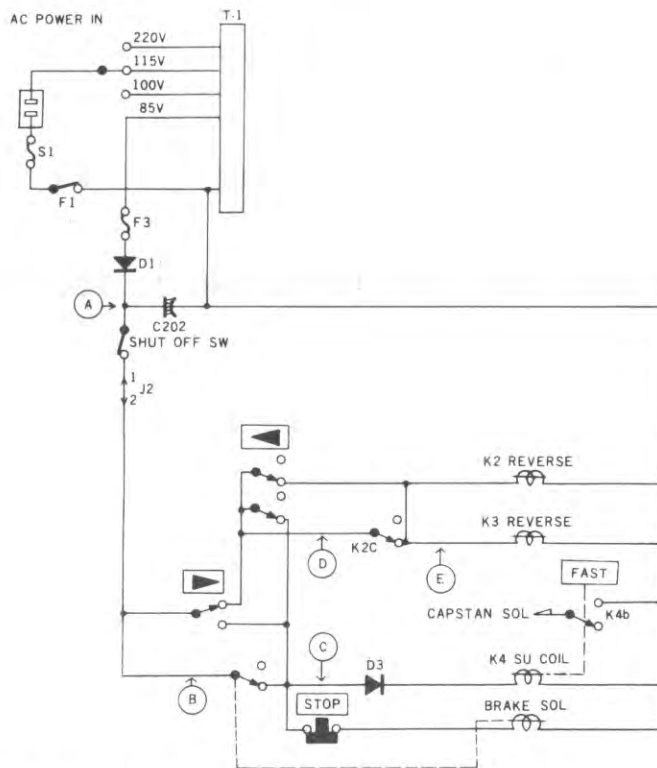 AC POWER IN
T-1
220V
115V
100V
85V
S1
F1
F3
D1
A
C202
SHUT OFF SW
1
J2
2
K2 REVERSE
K3 REVERSE
K2C
D
E
FAST
CAPSTAN SOL
K4b
C
D3
K4 SU COIL
B
STOP
BRAKE SOL